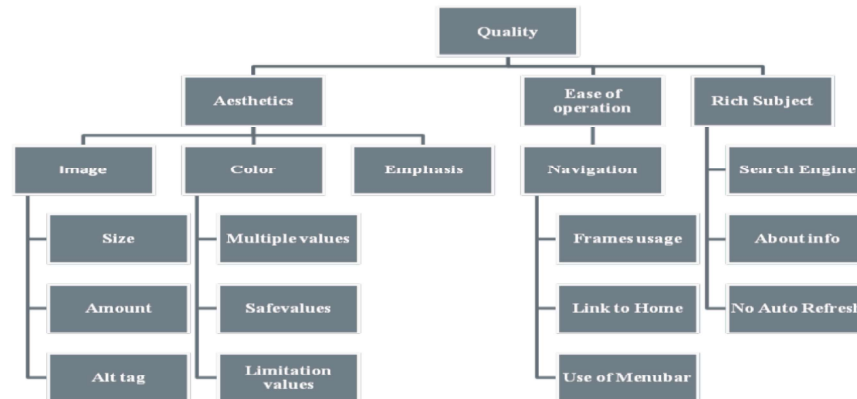 Quality
Aesthetics
Ease of
operation
Rich Subject
Image
Color
Emphasis
Navigation
Search Engine
Size
Multiple values
Frames usage
About info
Amount
Safevalues
Link to Home
No Auto Refresh
Alt tag
Limitation
values
Use of Menubar